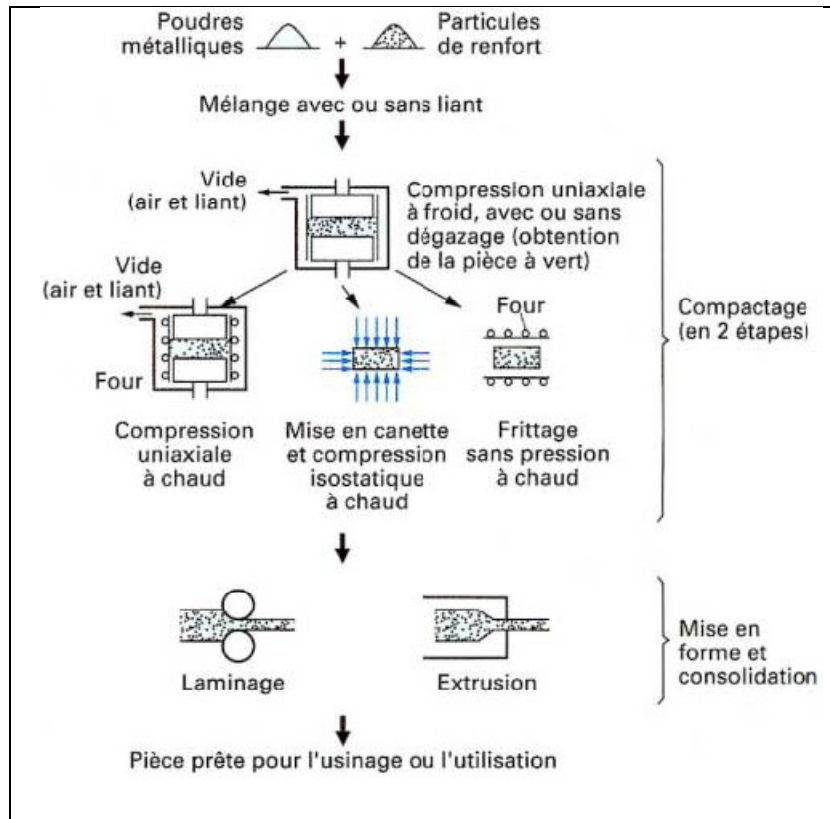 Poudres
métalliques
+
Particules
de renfort
Mélange avec ou sans liant
Vide
(air et liant)
Compression uniaxiale
à froid, avec ou sans
dégazage (obtention
de la pièce à vert)
Vide
(air et liant)
Four
Four
Compactage
(en 2 étapes)
Compression
uniaxiale
à chaud
Mise en canette
et compression
isostatique
à chaud
Frittage
sans pression
à chaud
Laminage
Extrusion
Mise en
forme et
consolidation
Pièce prête pour l'usinage ou l'utilisation